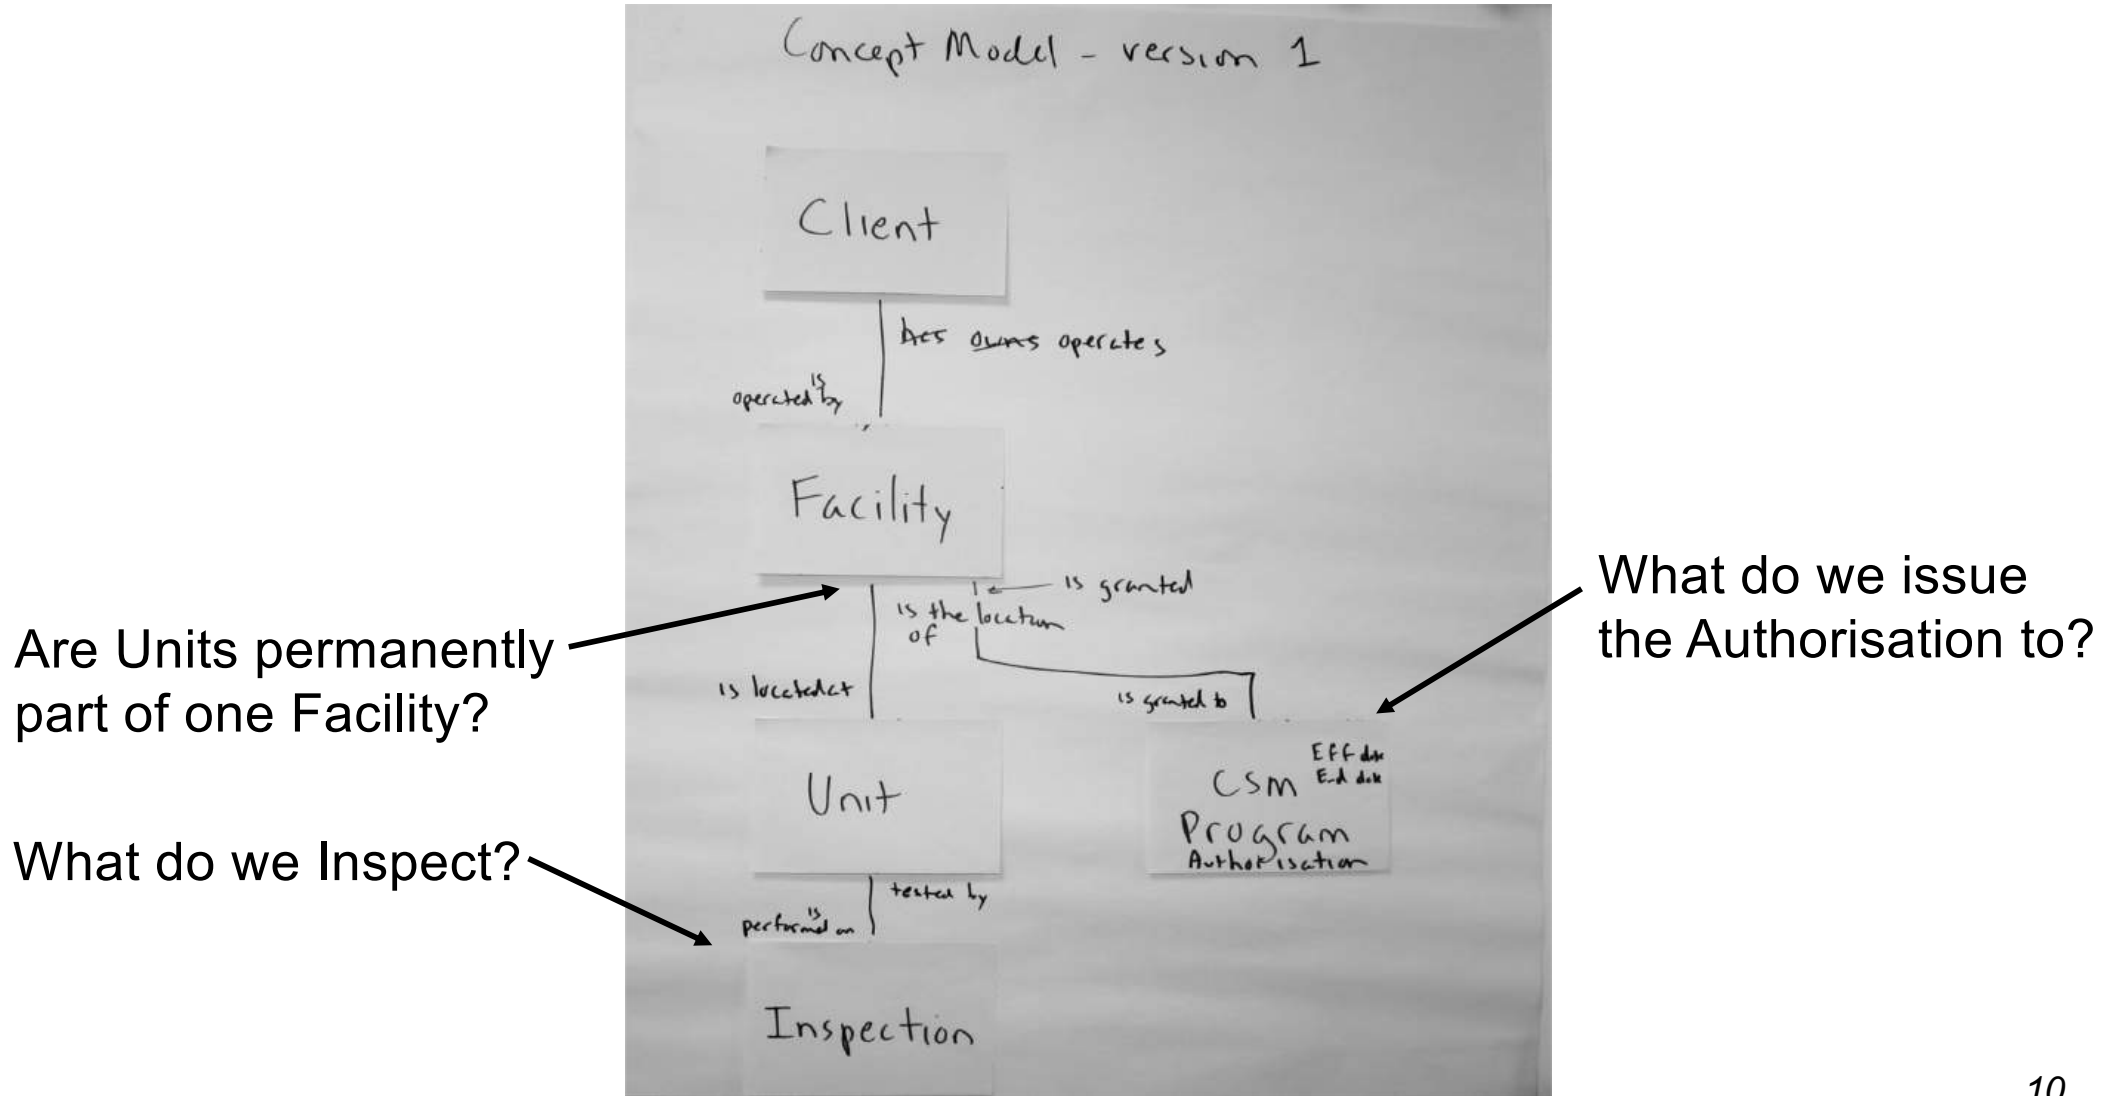 Concept Model - version 1
Client
has owns operates
is
operated by
Facility
is granted
is the location
of
What do we issue
the Authorisation to?
Are Units permanently
part of one Facility?
is located at
is granted to
Unit
Eff date
CSM End date
Program
Authorisation
What do we Inspect?
tested by
is
performed on
Inspection
10